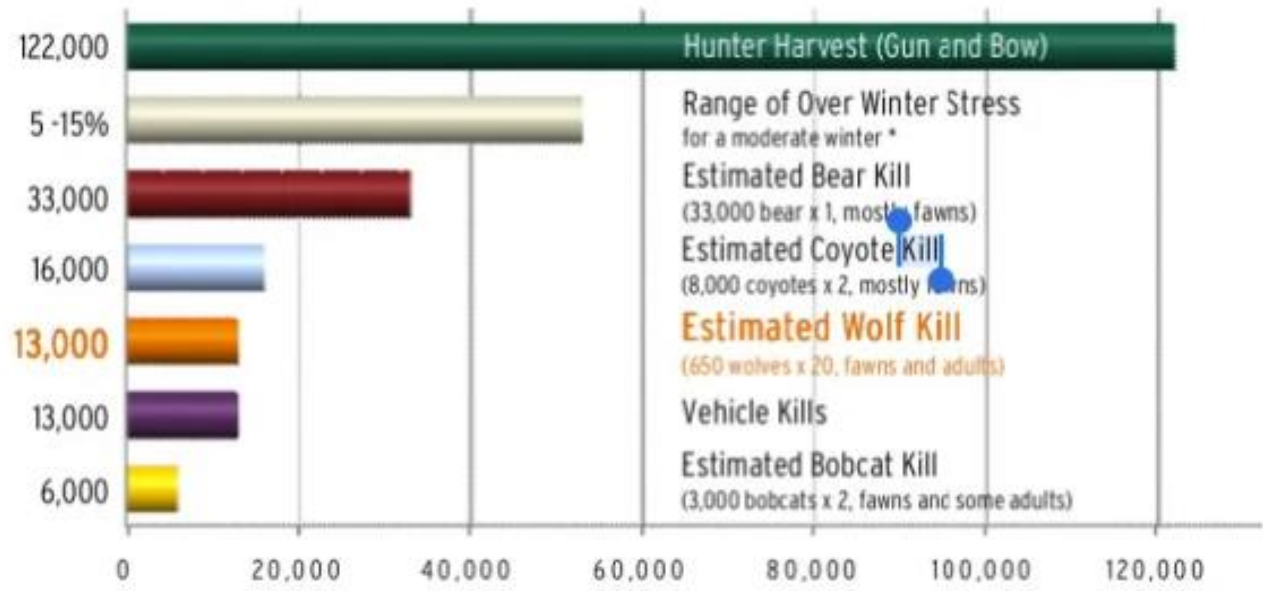 122,000 Hunter Harvest (Gun and Bow)
5 -15% Range of Over Winter Stress
for a moderate winter *
33,000 Estimated Bear Kill
(33,000 bear x 1, mostly fawns)
16,000 Estimated Coyote Kill
(8,000 coyotes x 2, mostly fawns)
13,000 Estimated Wolf Kill
(650 wolves x 20, fawns and adults)
13,000 Vehicle Kills
6,000 Estimated Bobcat Kill
(3,000 bobcats x 2, fawns and some adults)
0 20,000 40,000 60,000 80,000 100,000 120,000